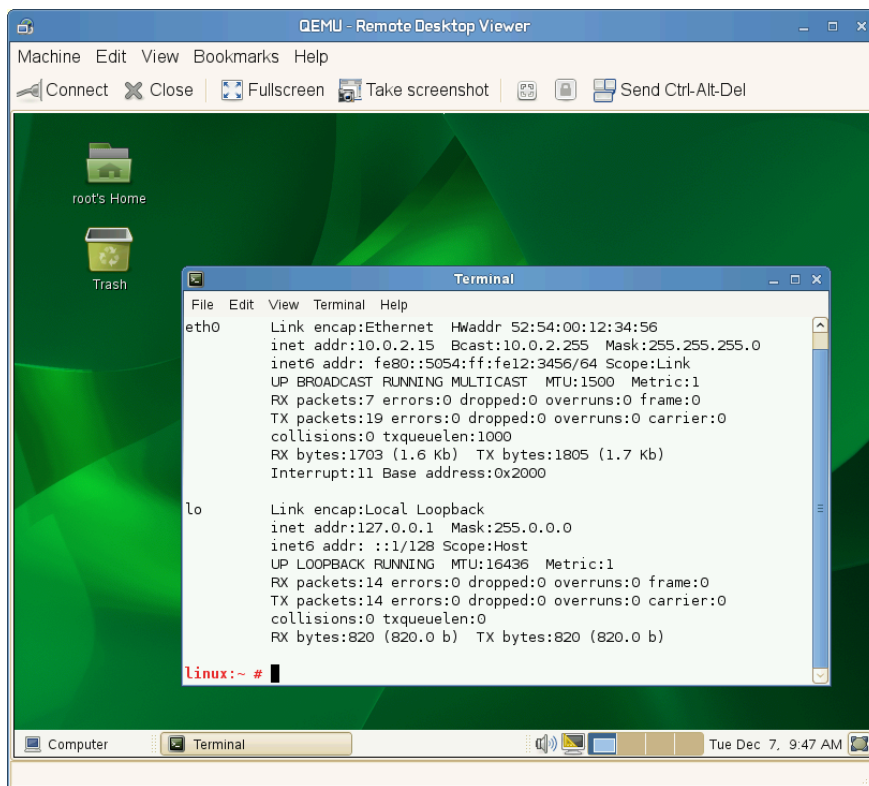 QEMU - Remote Desktop Viewer
Machine Edit View Bookmarks Help
Connect Close Fullscreen Take screenshot Send Ctrl-Alt-Del
root's Home
Trash
Terminal
File Edit View Terminal Help
eth0 Link encap:Ethernet HWaddr 52:54:00:12:34:56
inet addr:10.0.2.15 Bcast:10.0.2.255 Mask:255.255.255.0
inet6 addr: fe80::5054:ff:fe12:3456/64 Scope:Link
UP BROADCAST RUNNING MULTICAST MTU:1500 Metric:1
RX packets:7 errors:0 dropped:0 overruns:0 frame:0
TX packets:19 errors:0 dropped:0 overruns:0 carrier:0
collisions:0 txqueuelen:1000
RX bytes:1703 (1.6 Kb) TX bytes:1805 (1.7 Kb)
Interrupt:11 Base address:0x2000
lo Link encap:Local Loopback
inet addr:127.0.0.1 Mask:255.0.0.0
inet6 addr: ::1/128 Scope:Host
UP LOOPBACK RUNNING MTU:16436 Metric:1
RX packets:14 errors:0 dropped:0 overruns:0 frame:0
TX packets:14 errors:0 dropped:0 overruns:0 carrier:0
collisions:0 txqueuelen:0
RX bytes:820 (820.0 b) TX bytes:820 (820.0 b)
linux:~ #
Computer Terminal Tue Dec 7, 9:47 AM